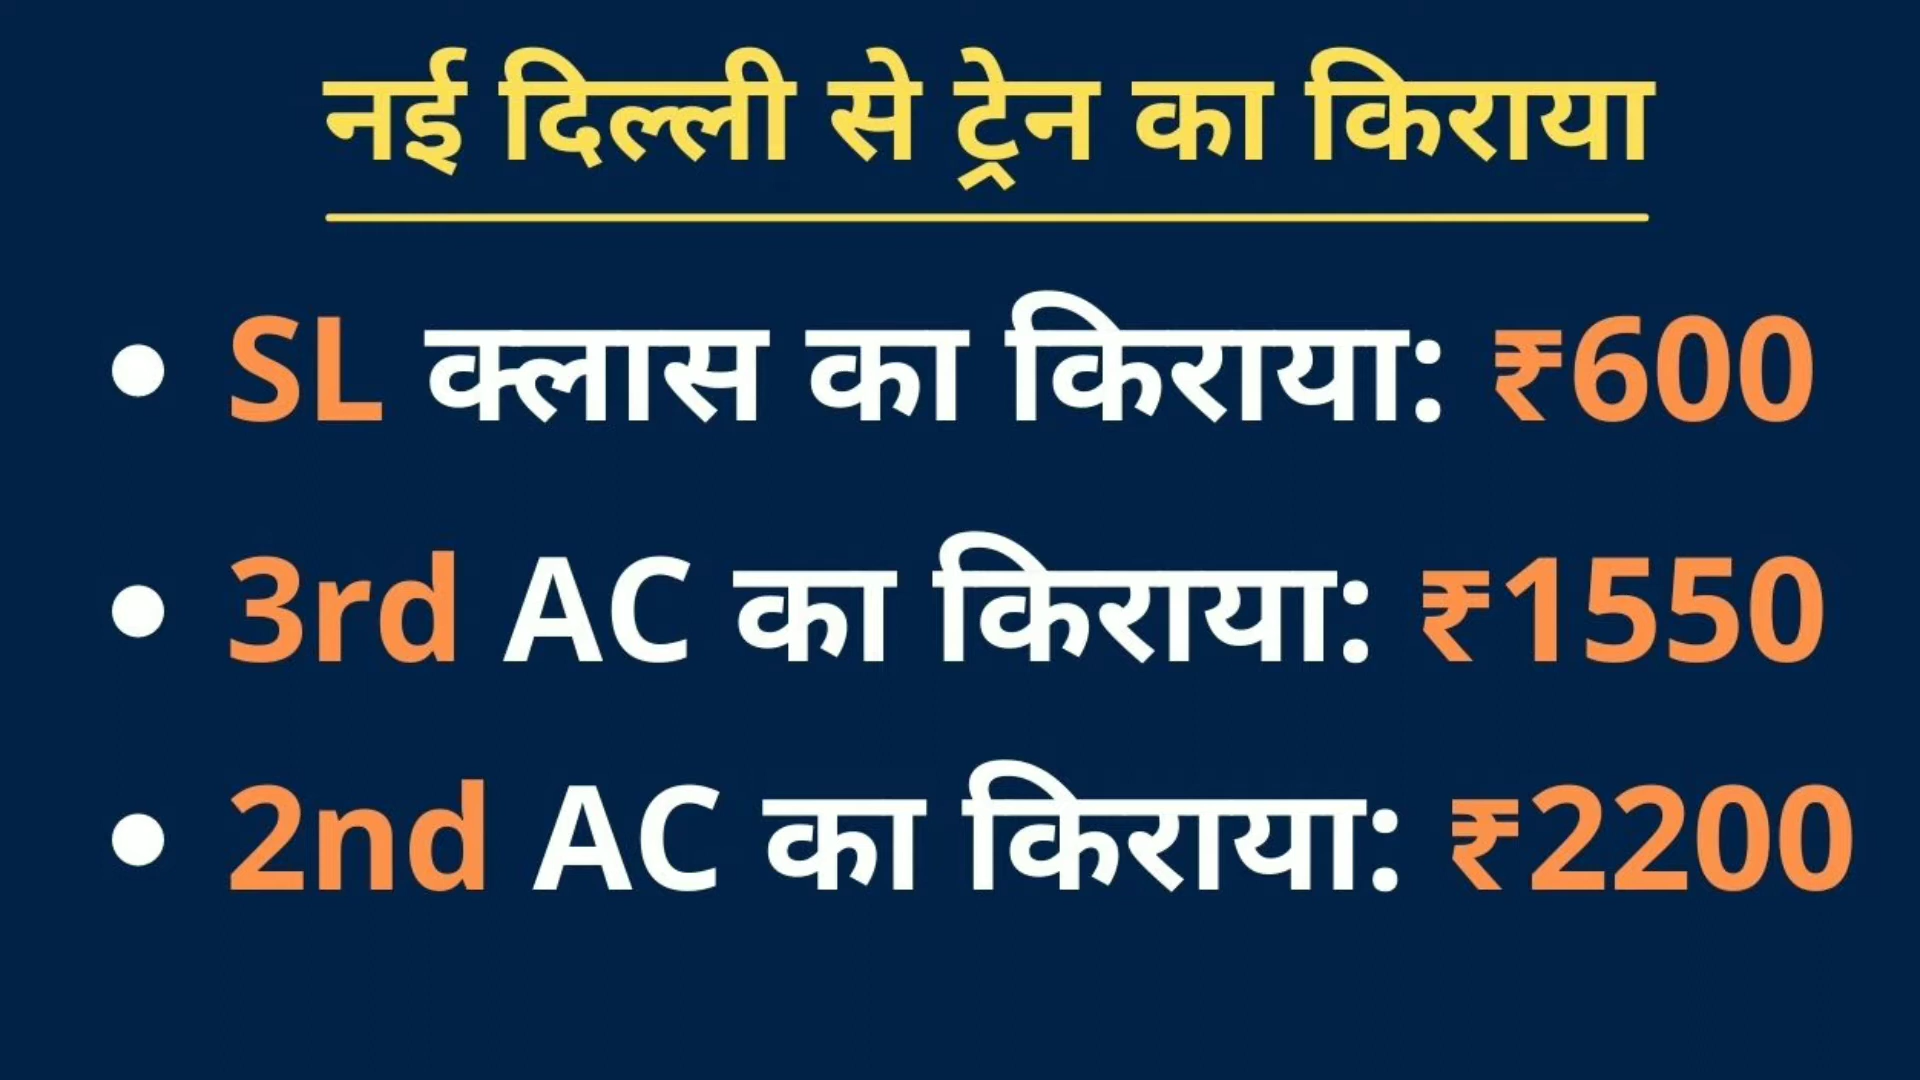 नई दिल्ली से ट्रेन का किराया
• SL क्लास का किराया: ₹600
• 3rd AC का किराया: ₹1550
• 2nd AC का किराया: ₹2200